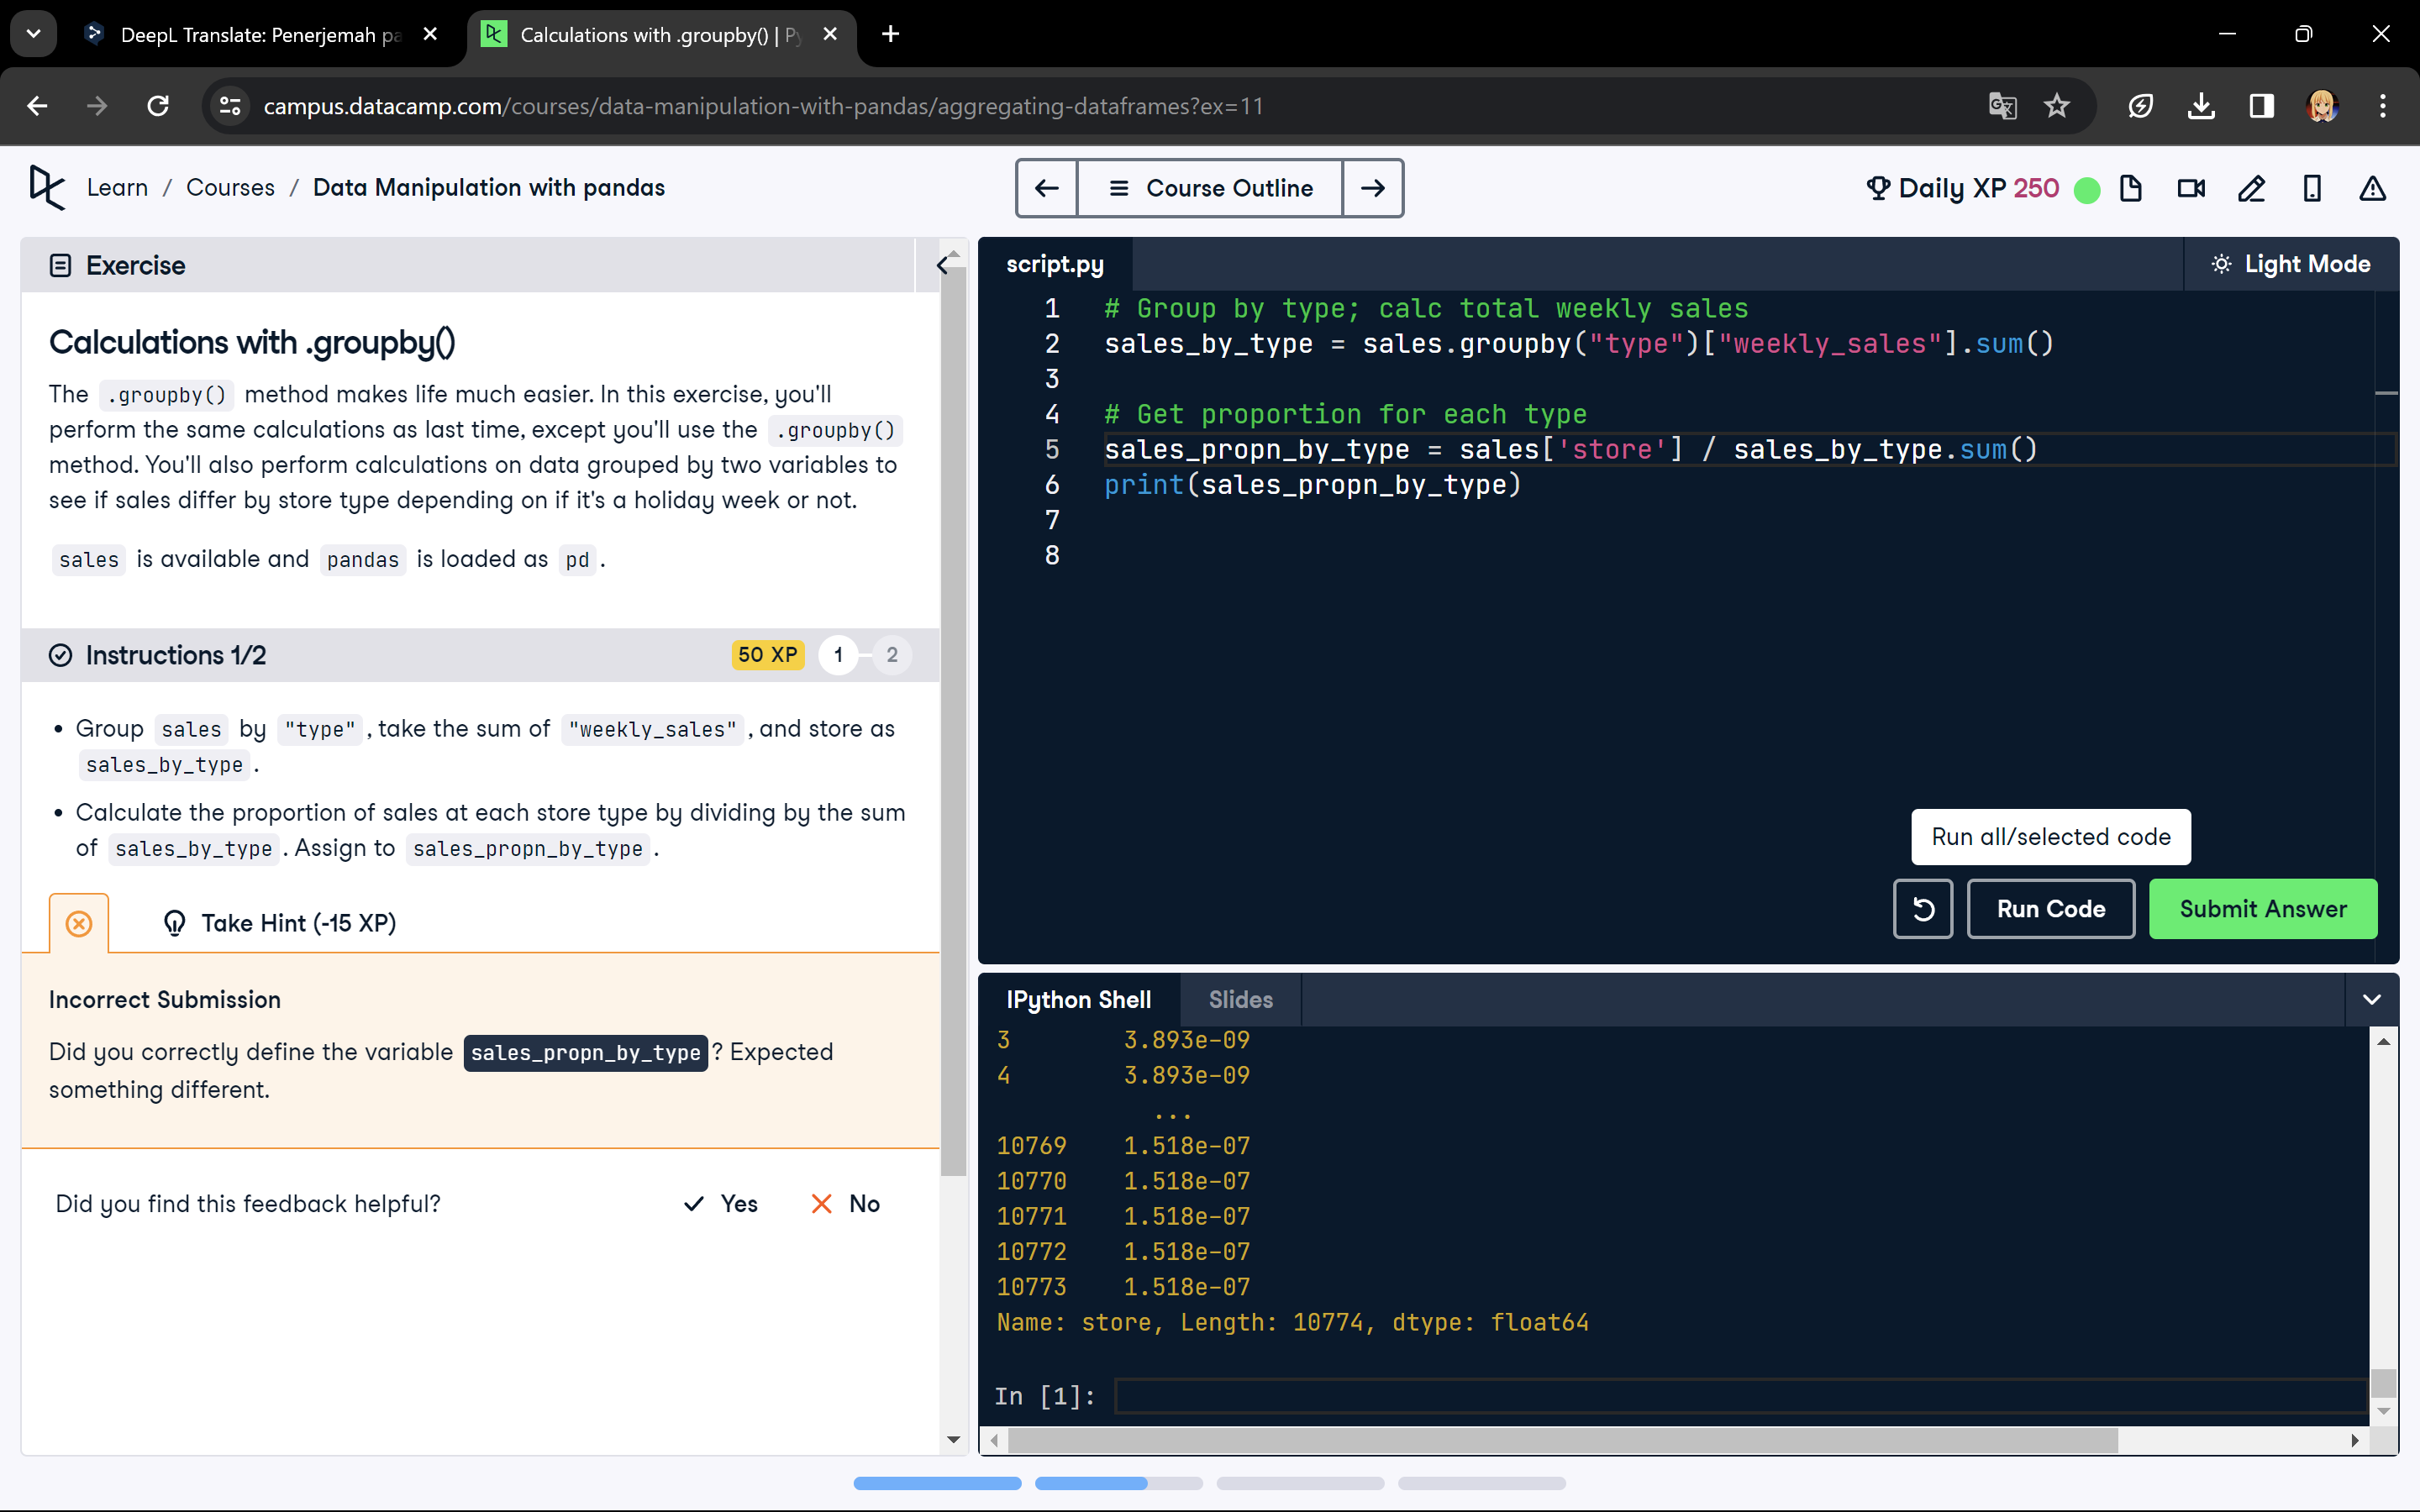 DeepL Translate: Penerjemah pa
Calculations with .groupby() | Py
campus.datacamp.com/courses/data-manipulation-with-pandas/aggregating-dataframes?ex=11
Learn / Courses / Data Manipulation with pandas
Course Outline
Daily XP 250
Exercise
Calculations with .groupby()
The .groupby() method makes life much easier. In this exercise, you'll
perform the same calculations as last time, except you'll use the .groupby()
method. You'll also perform calculations on data grouped by two variables to
see if sales differ by store type depending on if it's a holiday week or not.
sales is available and pandas is loaded as pd.
Instructions 1/2
50 XP
1
2
• Group sales by "type", take the sum of "weekly_sales", and store as
sales_by_type.
• Calculate the proportion of sales at each store type by dividing by the sum
of sales_by_type. Assign to sales_propn_by_type.
Take Hint (-15 XP)
Incorrect Submission
Did you correctly define the variable sales_propn_by_type? Expected
something different.
Did you find this feedback helpful?
Yes
No
script.py
Light Mode
1 # Group by type; calc total weekly sales
2 sales_by_type = sales.groupby("type")["weekly_sales"].sum()
3
4 # Get proportion for each type
5 sales_propn_by_type = sales['store'] / sales_by_type.sum()
6 print(sales_propn_by_type)
7
8
Run all/selected code
Run Code
Submit Answer
IPython Shell
Slides
3 3.893e-09
4 3.893e-09
...
10769 1.518e-07
10770 1.518e-07
10771 1.518e-07
10772 1.518e-07
10773 1.518e-07
Name: store, Length: 10774, dtype: float64
In [1]: